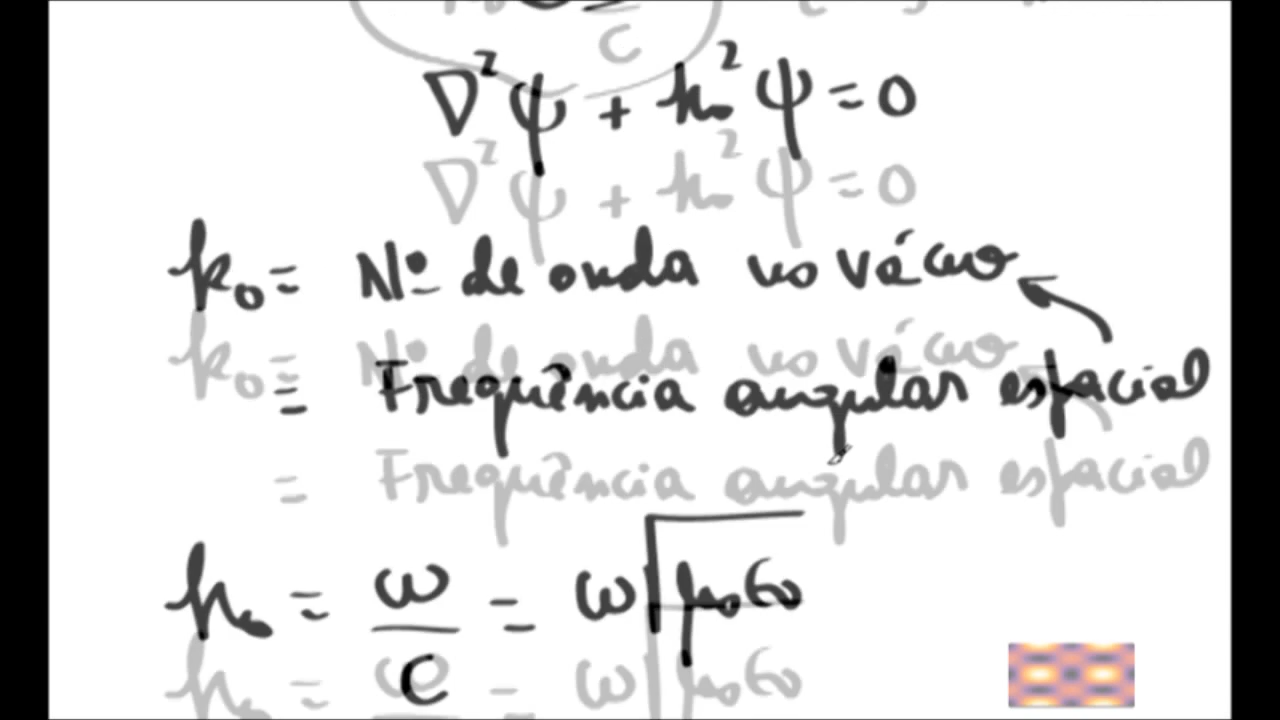 c
∇²ψ + k₀²ψ = 0
k₀ = Nº de onda no vácuo
= Frequência angular espacial
k₀ = ω/c = ω√μ₀ε₀